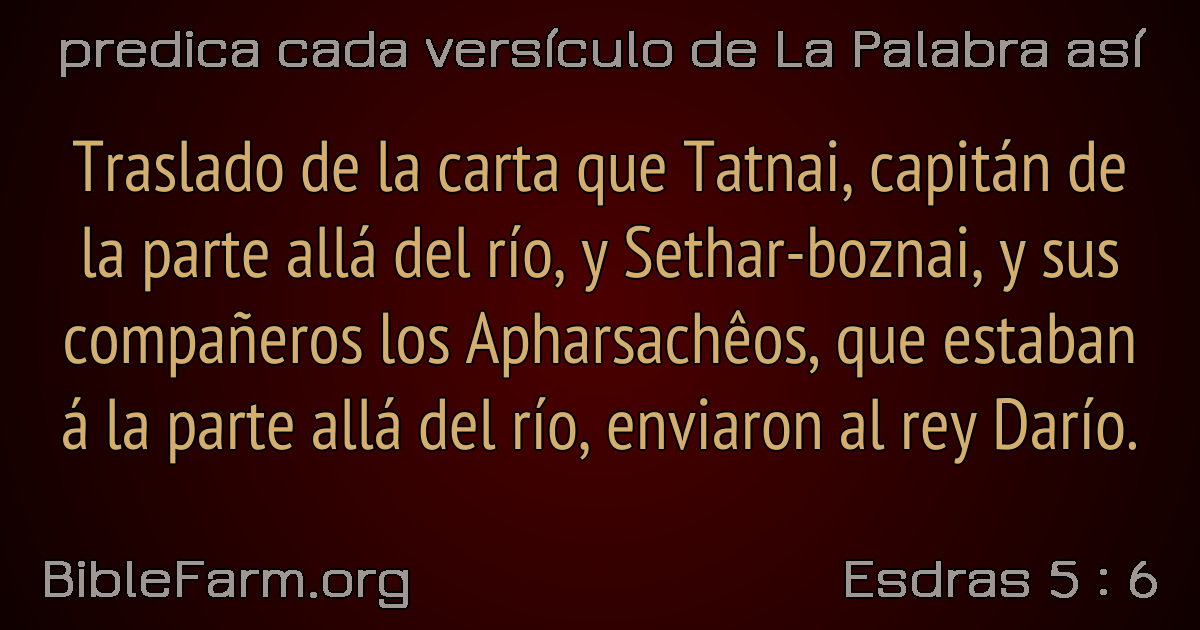 predica cada versículo de La Palabra así
Traslado de la carta que Tatnai, capitán de
la parte allá del río, y Sethar-boznai, y sus
compañeros los Apharsachêos, que estaban
á la parte allá del río, enviaron al rey Darío.
BibleFarm.org
Esdras 5 : 6